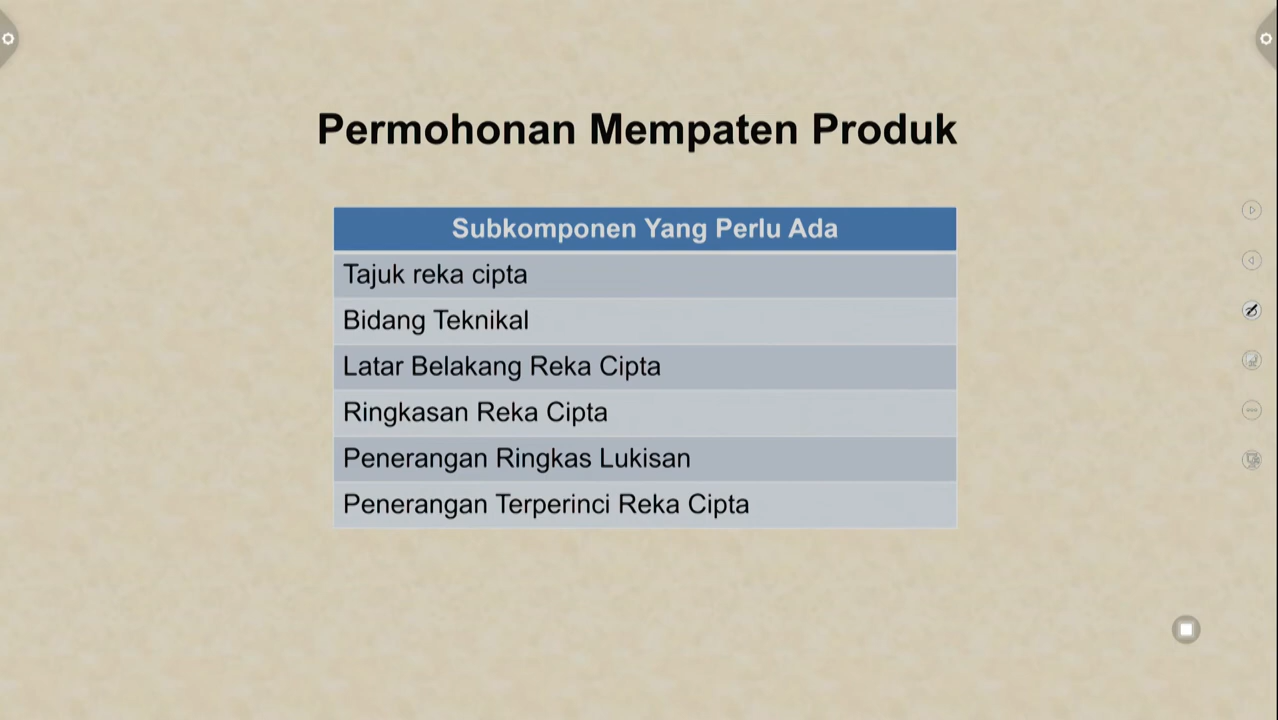 Permohonan Mempaten Produk
Subkomponen Yang Perlu Ada
Tajuk reka cipta
Bidang Teknikal
Latar Belakang Reka Cipta
Ringkasan Reka Cipta
Penerangan Ringkas Lukisan
Penerangan Terperinci Reka Cipta